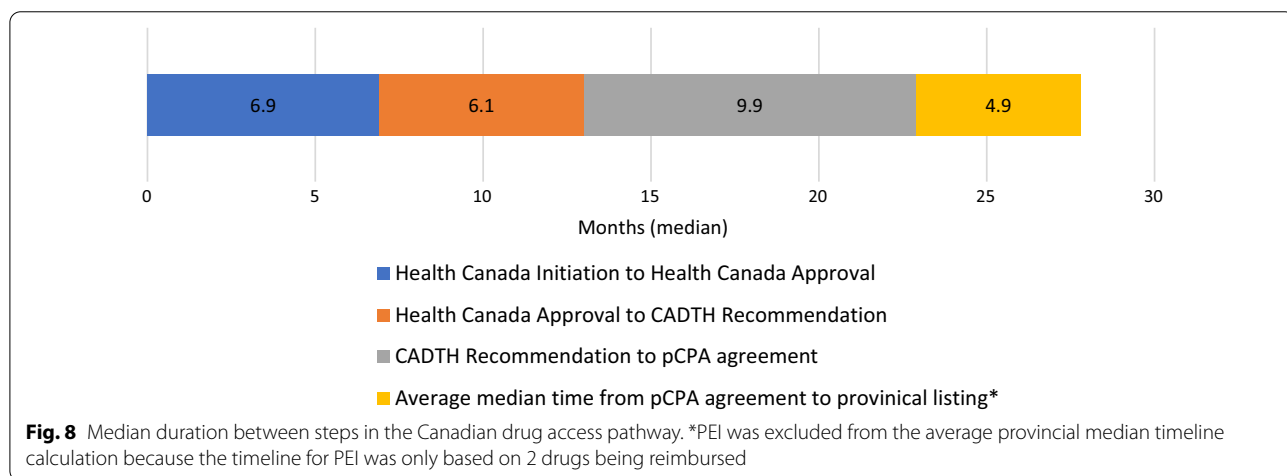 6.9 6.1 9.9 4.9
0 5 10 15 20 25 30
Months (median)
Health Canada Initiation to Health Canada Approval
Health Canada Approval to CADTH Recommendation
CADTH Recommendation to pCPA agreement
Average median time from pCPA agreement to provinical listing*
Fig. 8 Median duration between steps in the Canadian drug access pathway. *PEI was excluded from the average provincial median timeline
calculation because the timeline for PEI was only based on 2 drugs being reimbursed